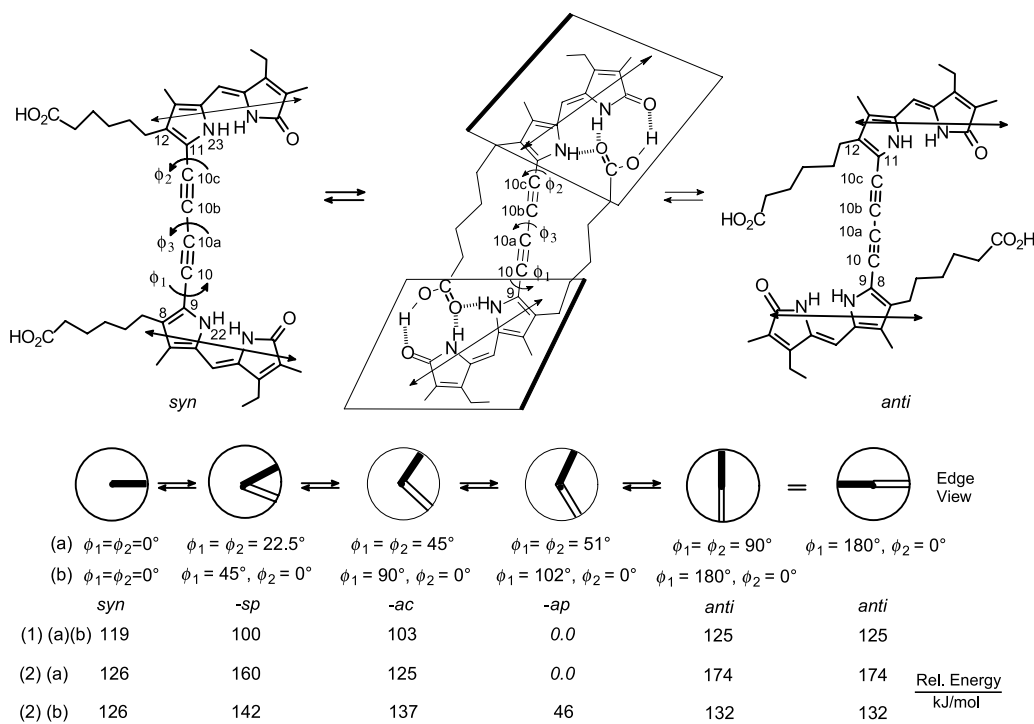 HO₂C
N H
23
H N
O
12
11
ϕ₂
C 10c
C 10b
ϕ₃
C 10a
C 10
ϕ₁
8
9
N H
22
H N
O
HO₂C
syn
N H
O
N H
H
O
O
12
11
10c C
ϕ₂
10b C
C
10a
ϕ₃
10 C
ϕ₁
9
O
O
H
HN
H
N
O
N H
H N
O
12
11
10c C
HO₂C
10b C
10a C
CO₂H
10 C
9
8
O
NH
HN
anti
Edge
View
=
(a) ϕ₁=ϕ₂=0° ϕ₁ = ϕ₂ = 22.5° ϕ₁ = ϕ₂ = 45° ϕ₁ = ϕ₂ = 51° ϕ₁= ϕ₂ = 90° ϕ₁ = 180°, ϕ₂ = 0°
(b) ϕ₁=ϕ₂=0° ϕ₁ = 45°, ϕ₂ = 0° ϕ₁ = 90°, ϕ₂ = 0° ϕ₁ = 102°, ϕ₂ = 0° ϕ₁ = 180°, ϕ₂ = 0°
syn -sp -ac -ap anti anti
(1) (a)(b) 119 100 103 0.0 125 125
(2) (a) 126 160 125 0.0 174 174
Rel. Energy
kJ/mol
(2) (b) 126 142 137 46 132 132